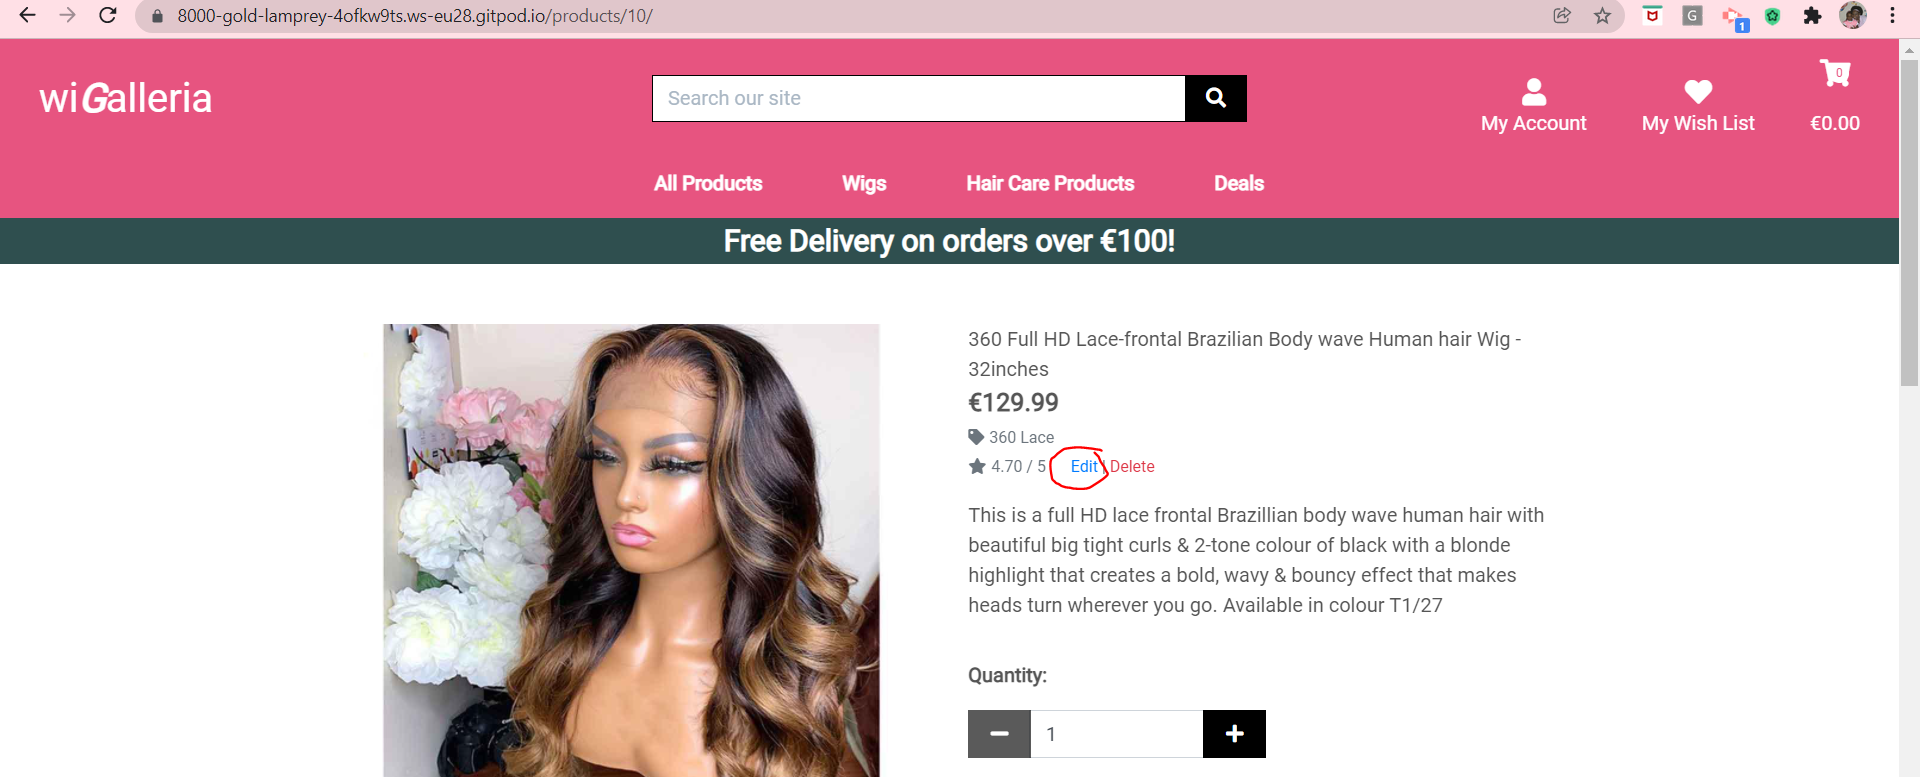 8000-gold-lamprey-4ofkw9ts.ws-eu28.gitpod.io/products/10/
G
1
wiGalleria
Search our site
My Account
My Wish List
0
€0.00
All Products
Wigs
Hair Care Products
Deals
Free Delivery on orders over €100!
360 Full HD Lace-frontal Brazilian Body wave Human hair Wig -
32inches
€129.99
360 Lace
4.70 / 5 Edit | Delete
This is a full HD lace frontal Brazillian body wave human hair with
beautiful big tight curls & 2-tone colour of black with a blonde
highlight that creates a bold, wavy & bouncy effect that makes
heads turn wherever you go. Available in colour T1/27
Quantity:
1